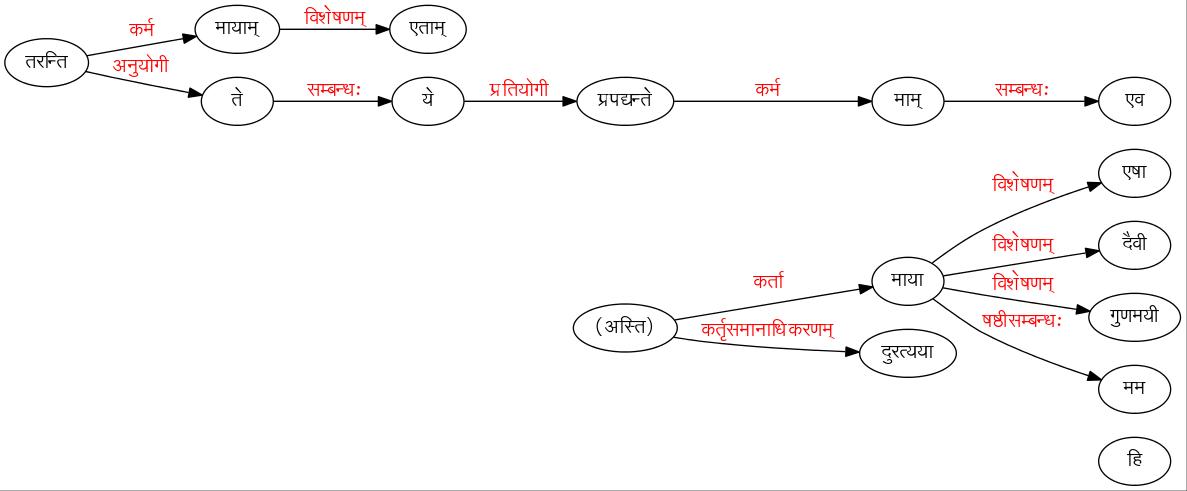 कर्म
मायाम्
विशेषणम्
एताम्
तरन्ति
अनुयोगी
ते
सम्बन्धः
ये
प्रतियोगी
प्रपद्यन्ते
कर्म
माम्
सम्बन्धः
एव
विशेषणम्
एषा
विशेषणम्
दैवी
कर्ता
माया
विशेषणम्
गुणमयी
(अस्ति)
कर्तृसमानाधिकरणम्
दुरत्यया
षष्ठीसम्बन्धः
मम
हि